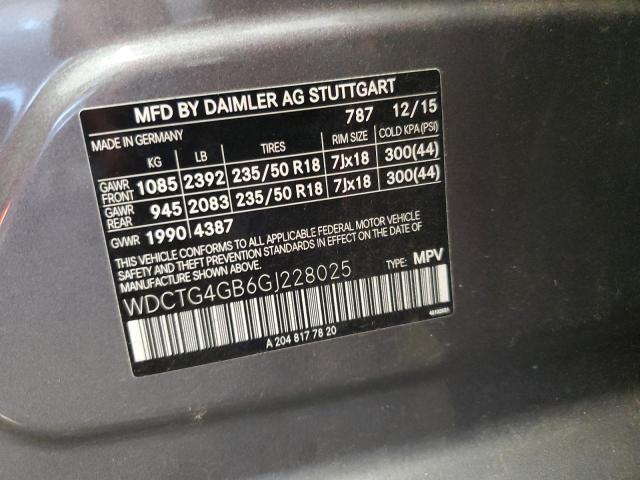 MFD BY DAIMLER AG STUTTGART
MADE IN GERMANY 787 12/15
KG LB TIRES RIM SIZE COLD KPA (PSI)
GAWR FRONT 1085 2392 235/50 R18 7Jx18 300(44)
GAWR REAR 945 2083 235/50 R18 7Jx18 300(44)
GVWR 1990 4387
THIS VEHICLE CONFORMS TO ALL APPLICABLE FEDERAL MOTOR VEHICLE
SAFETY AND THEFT PREVENTION STANDARDS IN EFFECT ON THE
DATE OF MANUFACTURE SHOWN ABOVE.
WDCTG4GB6GJ228025 TYPE: MPV
A 204 817 78 20